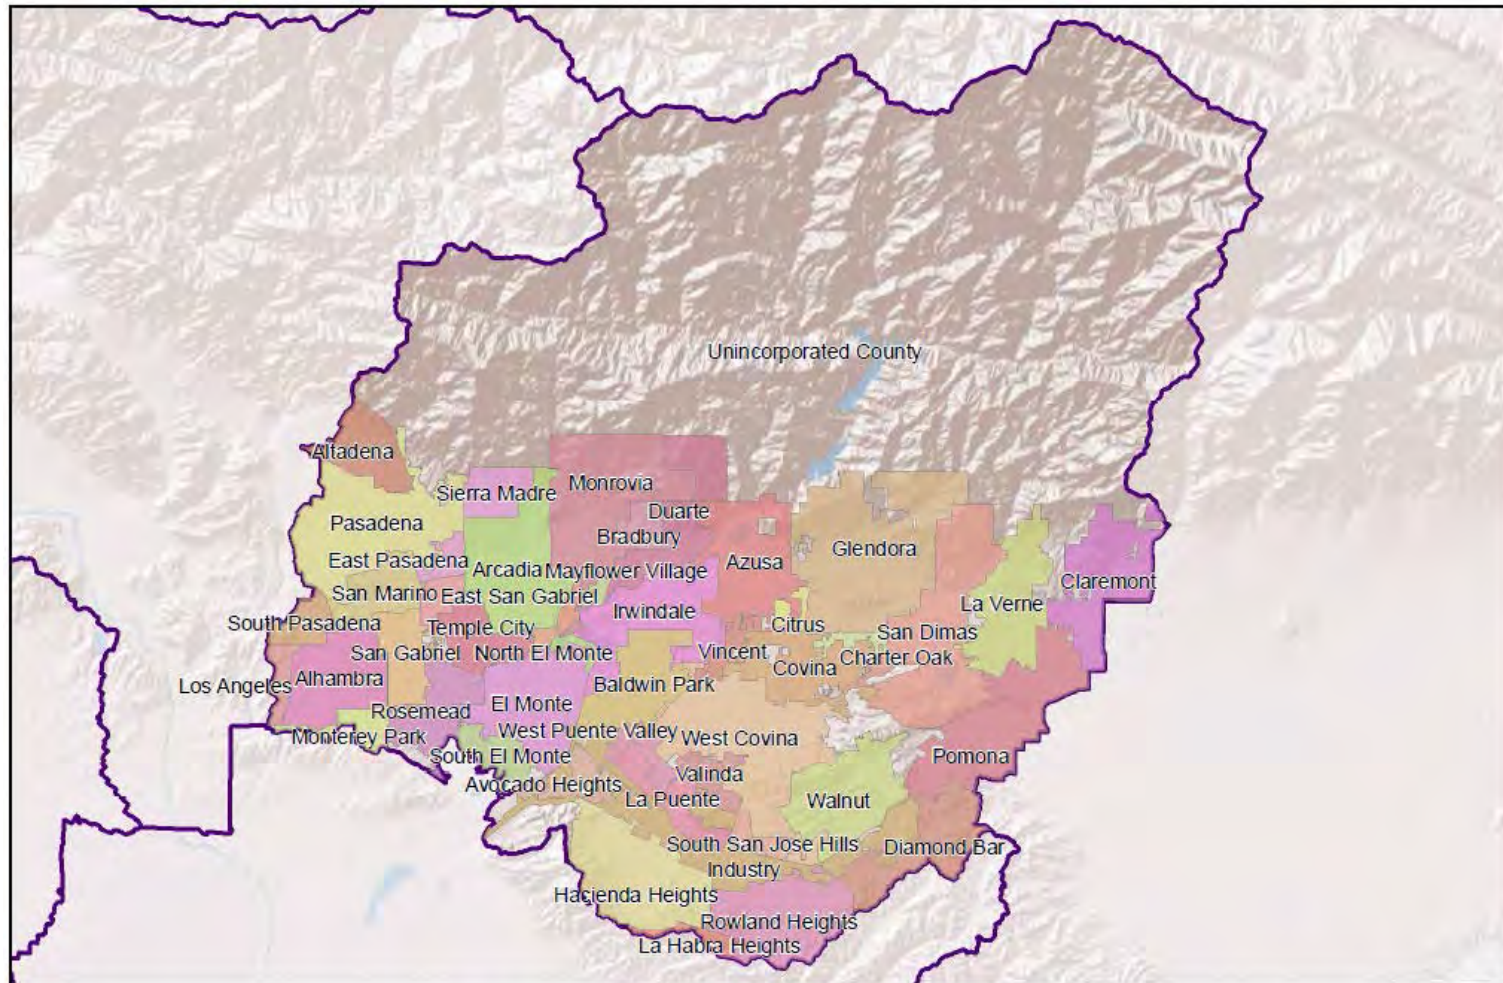 Unincorporated County
Altadena
Sierra Madre
Monrovia
Duarte
Pasadena
Bradbury
Glendora
East Pasadena
Arcadia
Mayflower Village
Azusa
Claremont
San Marino
East San Gabriel
Irwindale
La Verne
South Pasadena
Temple City
Citrus
San Dimas
San Gabriel
North El Monte
Vincent
Covina
Charter Oak
Los Angeles
Alhambra
Baldwin Park
Rosemead
El Monte
Monterey Park
West Puente Valley
West Covina
South El Monte
Pomona
Avocado Heights
Valinda
La Puente
Walnut
South San Jose Hills
Diamond Bar
Industry
Hacienda Heights
Rowland Heights
La Habra Heights